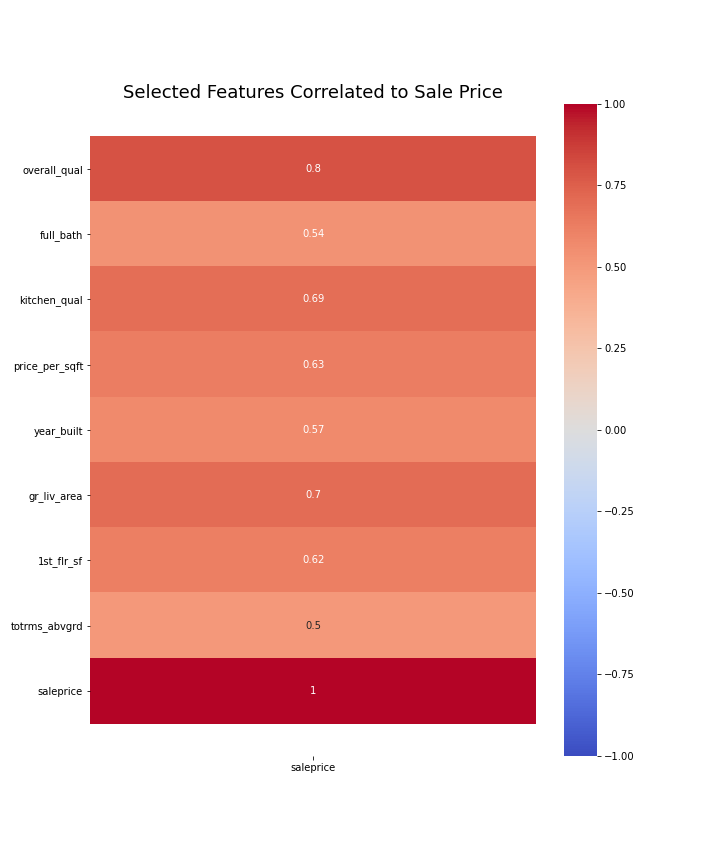 Selected Features Correlated to Sale Price
overall_qual
0.8
full_bath
0.54
kitchen_qual
0.69
price_per_sqft
0.63
year_built
0.57
gr_liv_area
0.7
1st_flr_sf
0.62
totrms_abvgrd
0.5
saleprice
1
saleprice
1.00
0.75
0.50
0.25
0.00
−0.25
−0.50
−0.75
−1.00